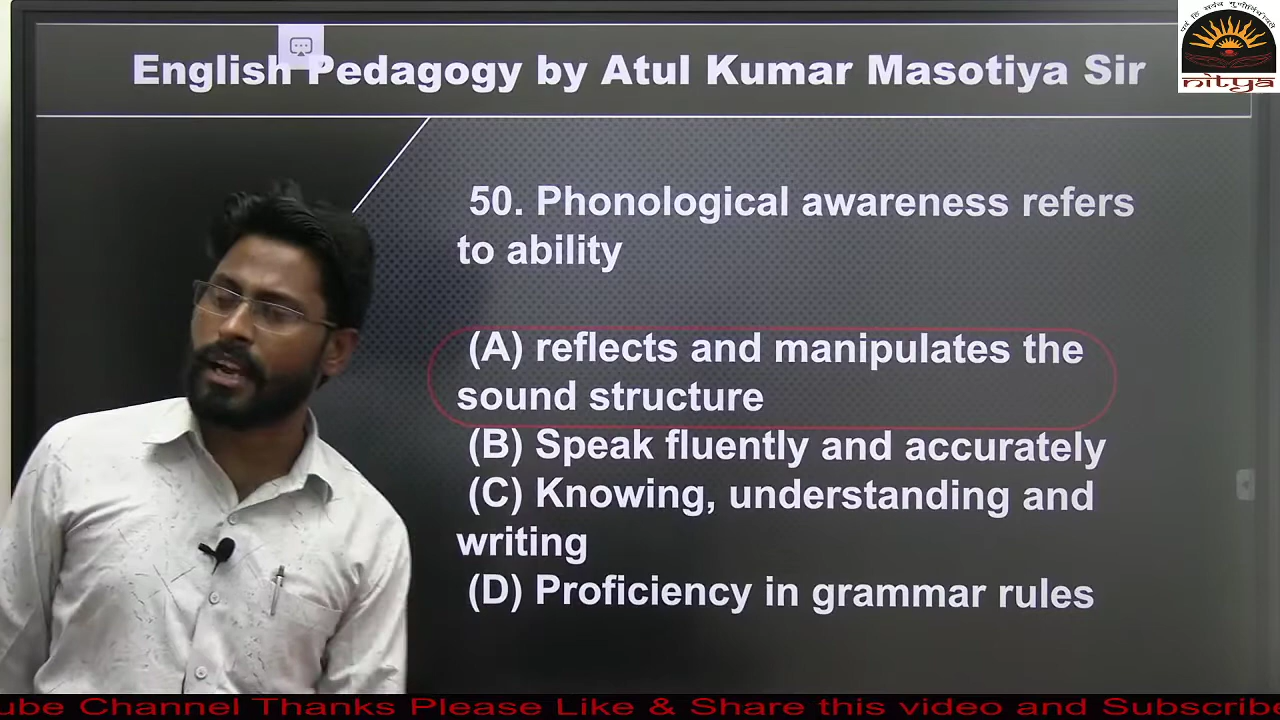 English Pedagogy by Atul Kumar Masotiya Sir
nitya
50. Phonological awareness refers
to ability
(A) reflects and manipulates the
sound structure
(B) Speak fluently and accurately
(C) Knowing, understanding and
writing
(D) Proficiency in grammar rules
ube Channel Thanks Please Like & Share this video and Subscribe